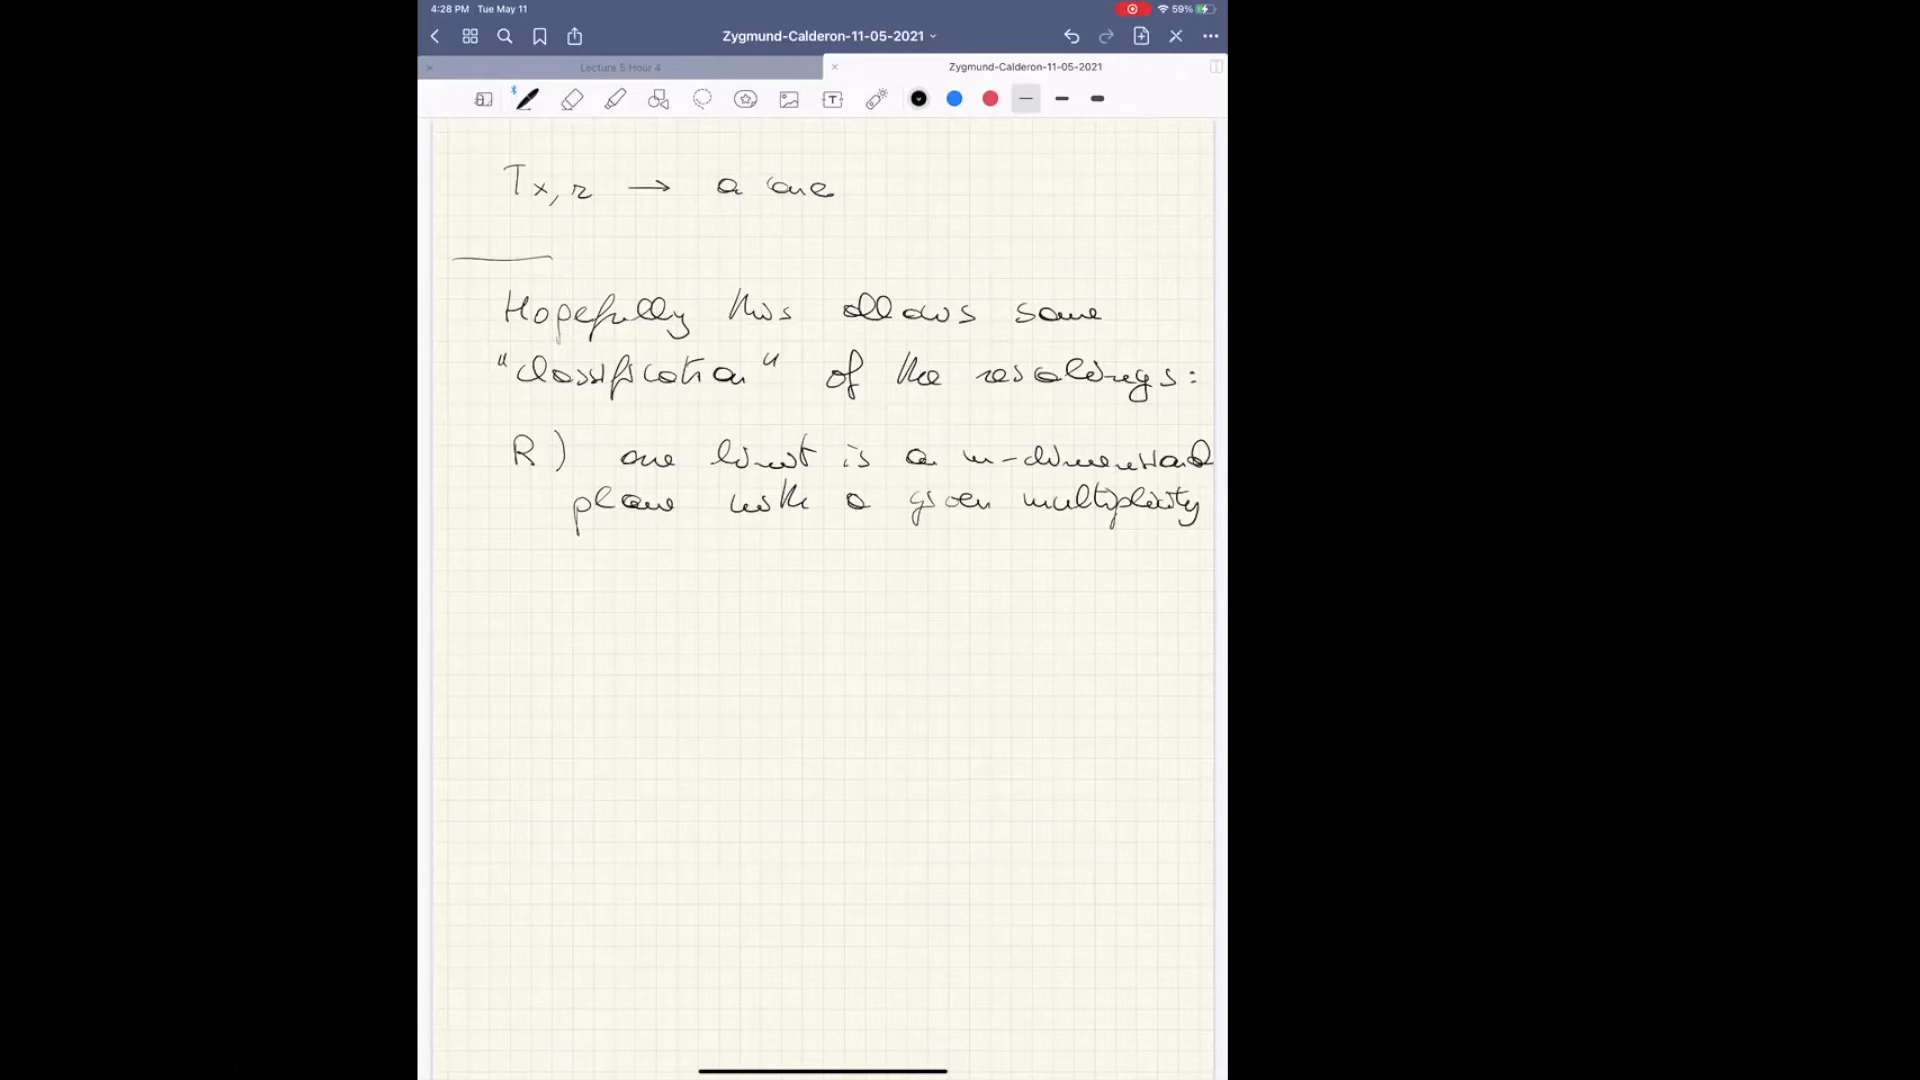 4:28 PM Tue May 11
59%
Zygmund-Calderon-11-05-2021
Lecture 5 Hour 4
Zygmund-Calderon-11-05-2021
T x, r → a cone
Hopefully this allows some
"classification" of the rescalings:
R) one limit is a m-dimensional
plane with a given multiplicity